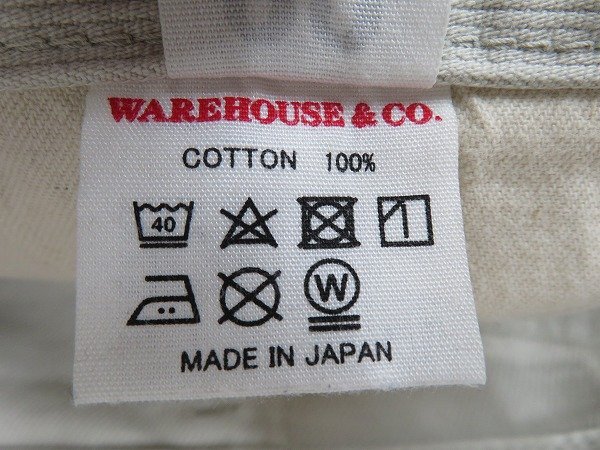 WAREHOUSE & CO.
COTTON 100%
40
W
MADE IN JAPAN